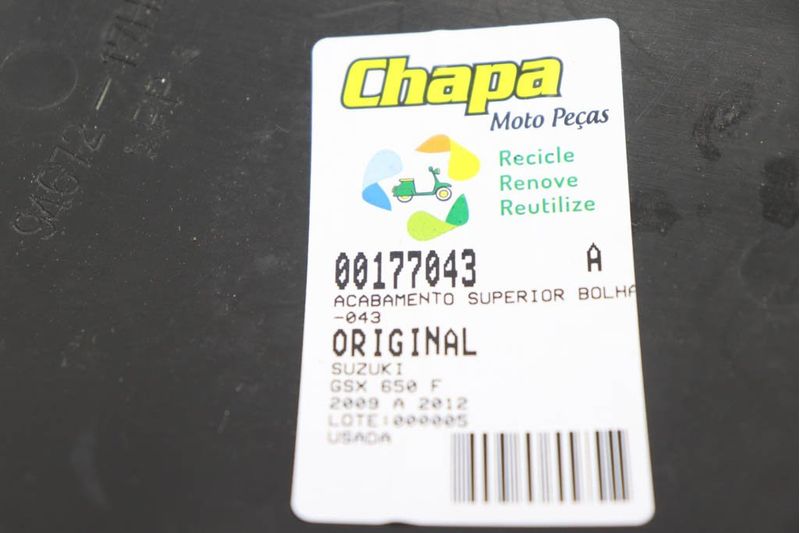 Chapa
Moto Peças
Recicle
Renove
Reutilize
00177043 A
ACABAMENTO SUPERIOR BOLHA
-043
ORIGINAL
SUZUKI
GSX 650 F
2009 A 2012
LOTE:000005
USADA